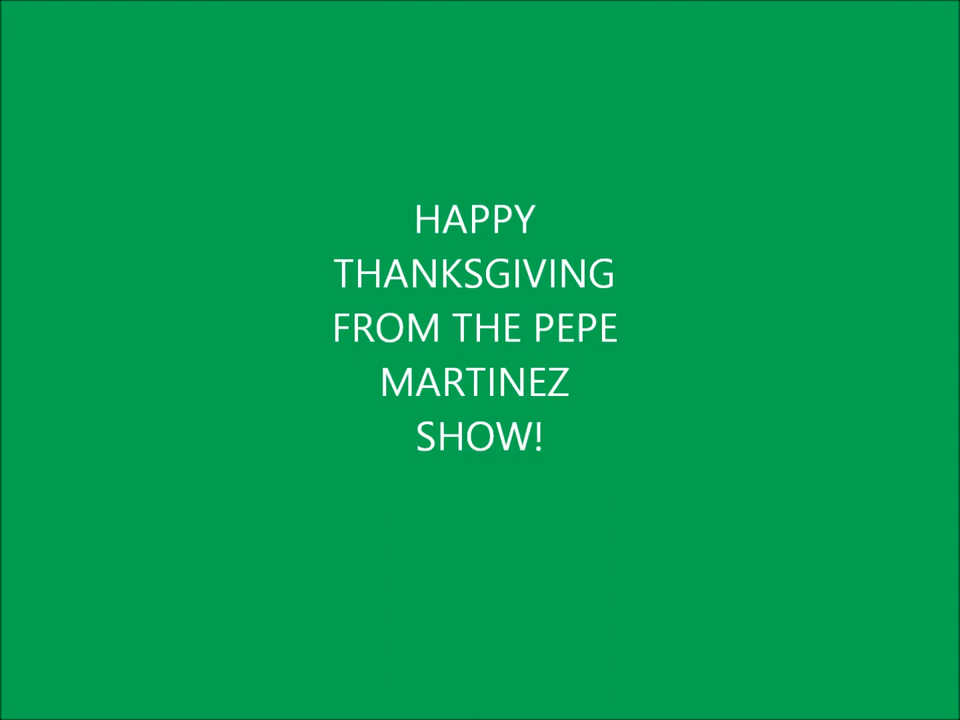 HAPPY
THANKSGIVING
FROM THE PEPE
MARTINEZ
SHOW!